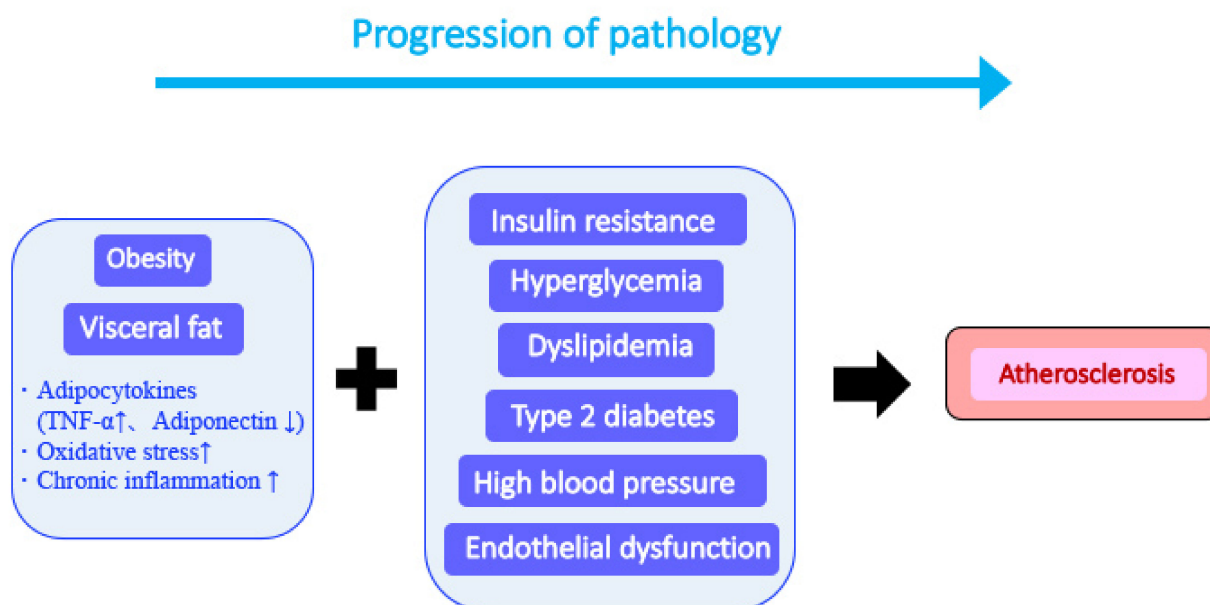 Progression of pathology
Obesity
Visceral fat
・Adipocytokines
(TNF-α↑、 Adiponectin ↓)
・Oxidative stress↑
・Chronic inflammation ↑
Insulin resistance
Hyperglycemia
Dyslipidemia
Type 2 diabetes
High blood pressure
Endothelial dysfunction
Atherosclerosis